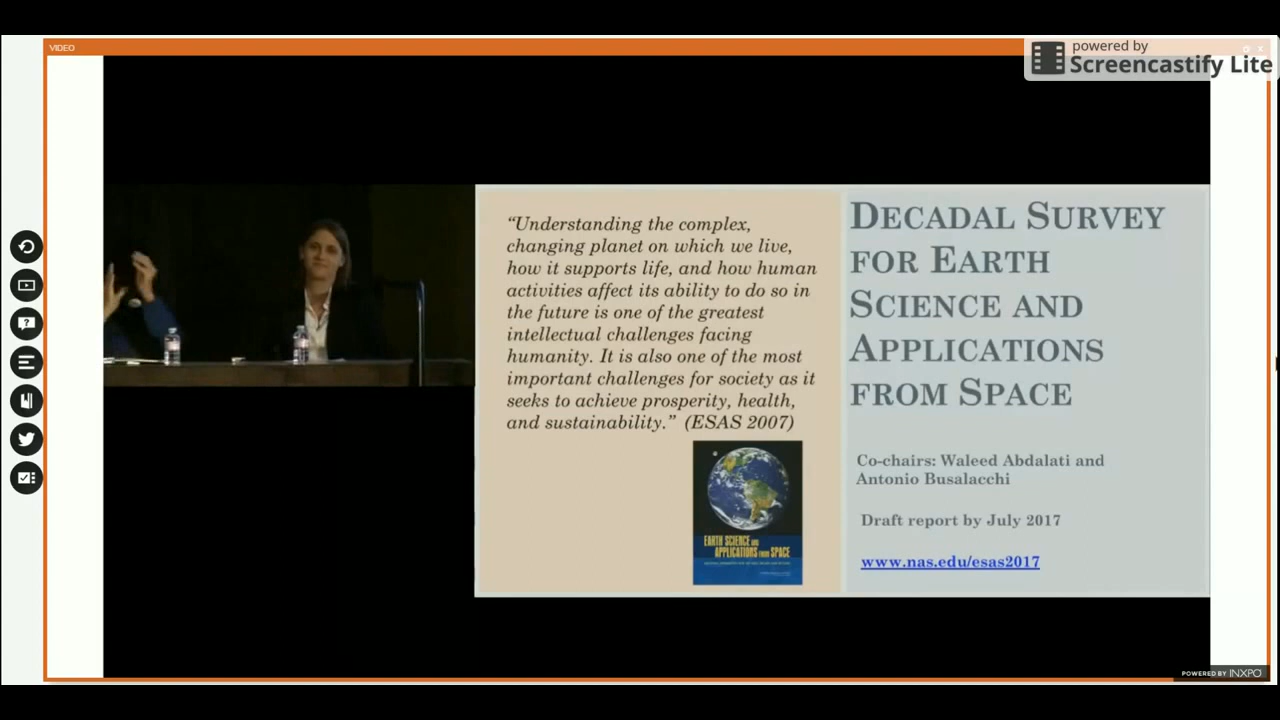 VIDEO
powered by
Screencastify Lite
“Understanding the complex,
changing planet on which we live,
how it supports life, and how human
activities affect its ability to do so in
the future is one of the greatest
intellectual challenges facing
humanity. It is also one of the most
important challenges for society as it
seeks to achieve prosperity, health,
and sustainability.” (ESAS 2007)
EARTH SCIENCE AND
APPLICATIONS FROM SPACE
DECADAL SURVEY
FOR EARTH
SCIENCE AND
APPLICATIONS
FROM SPACE
Co-chairs: Waleed Abdalati and
Antonio Busalacchi
Draft report by July 2017
www.nas.edu/esas2017
POWERED BY INXPO